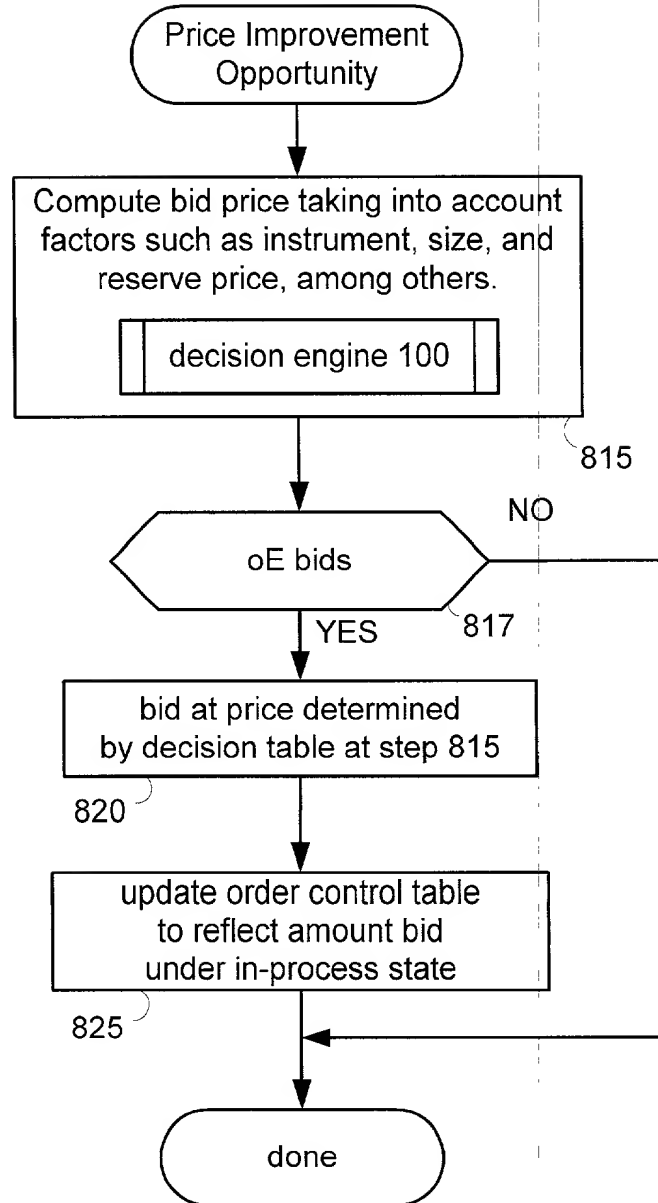 Price Improvement
Opportunity
Compute bid price taking into account
factors such as instrument, size, and
reserve price, among others.
decision engine 100
815
NO
oE bids
817
YES
bid at price determined
by decision table at step 815
820
update order control table
to reflect amount bid
under in-process state
825
done